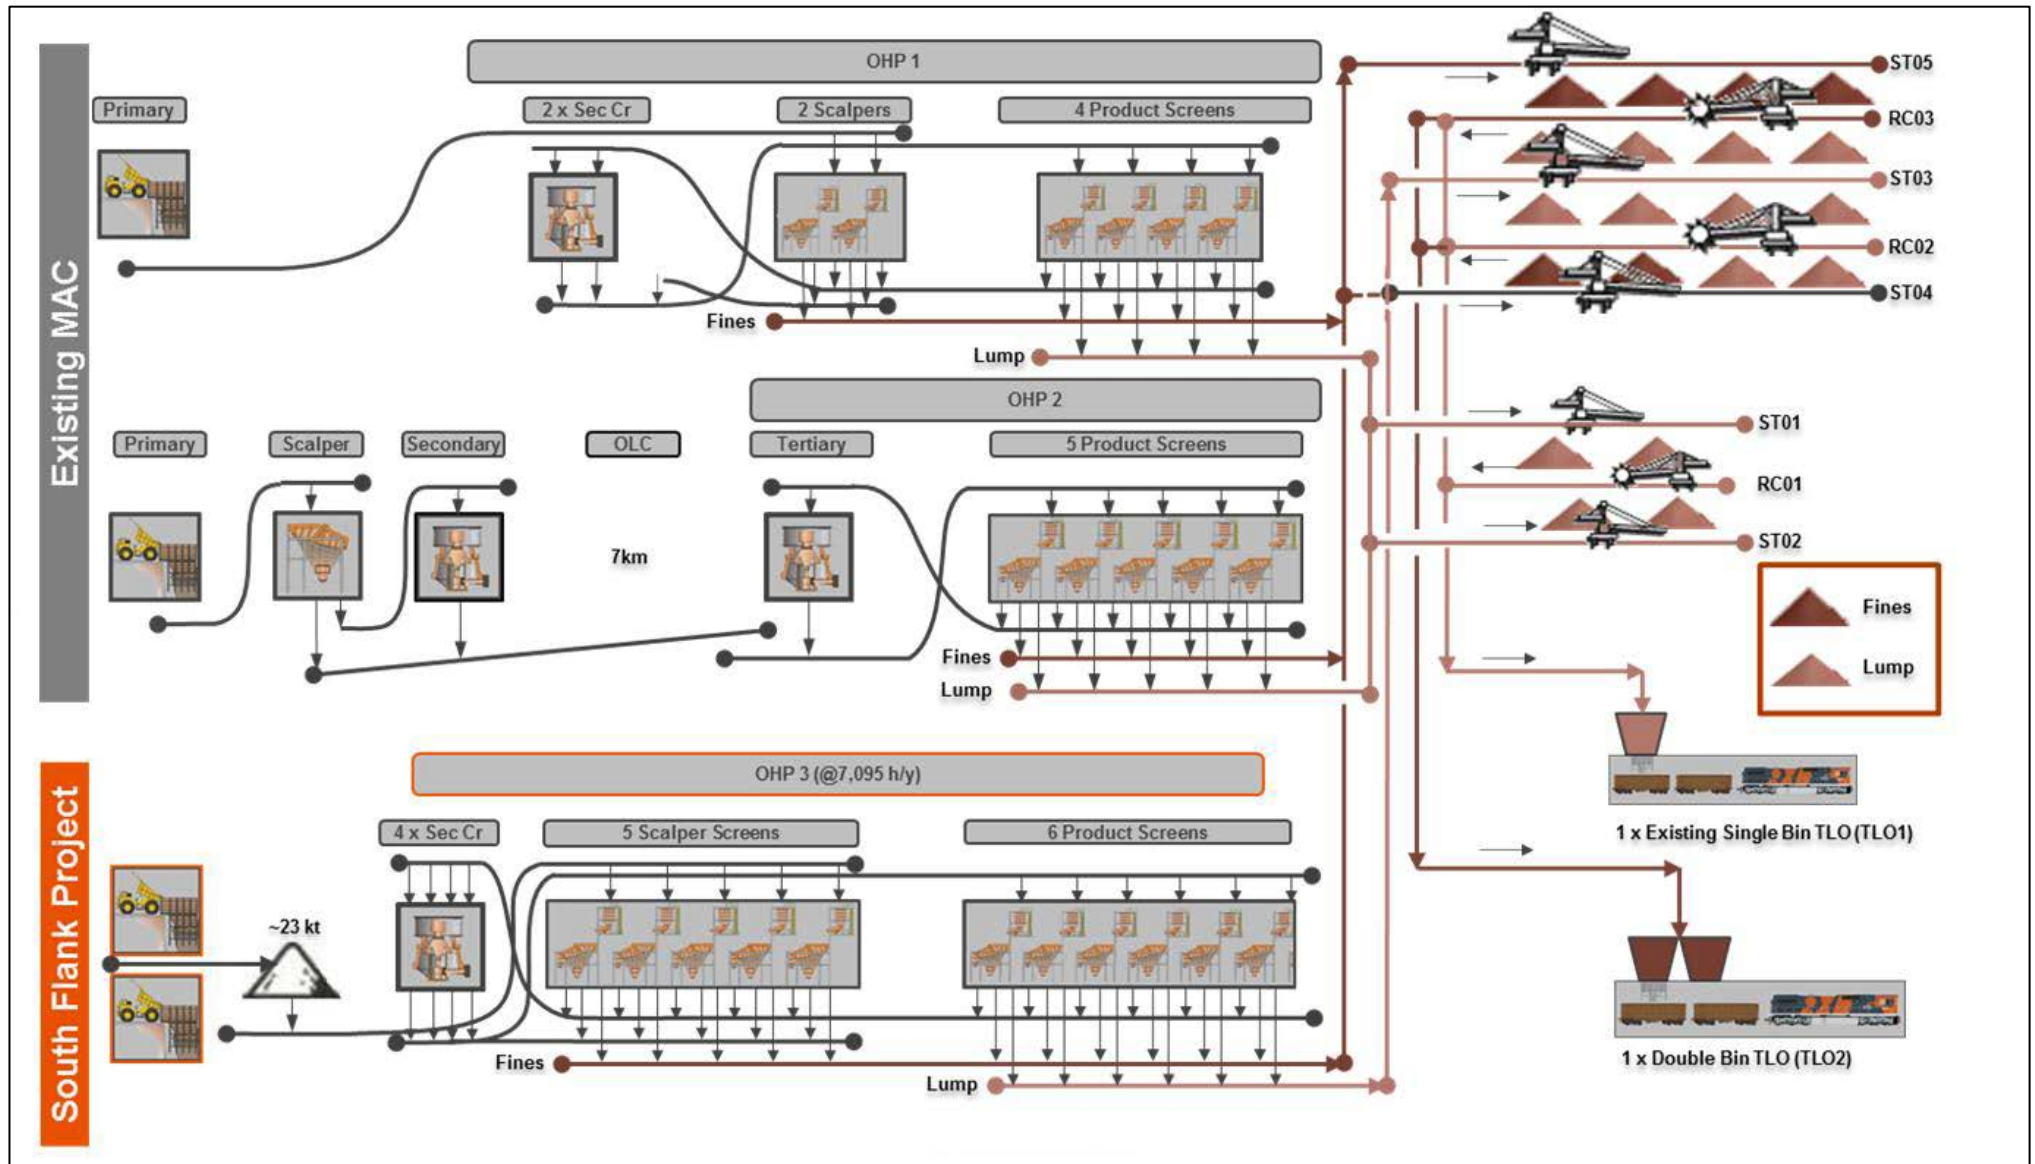 Existing MAC
OHP 1
Primary
2 x Sec Cr
2 Scalpers
4 Product Screens
Fines
Lump
OHP 2
Primary
Scalper
Secondary
OLC
Tertiary
5 Product Screens
7km
Fines
Lump
South Flank Project
OHP 3 (@7,095 h/y)
4 x Sec Cr
5 Scalper Screens
6 Product Screens
~23 kt
Fines
Lump
ST05
RC03
ST03
RC02
ST04
ST01
RC01
ST02
Fines
Lump
1 x Existing Single Bin TLO (TLO1)
1 x Double Bin TLO (TLO2)